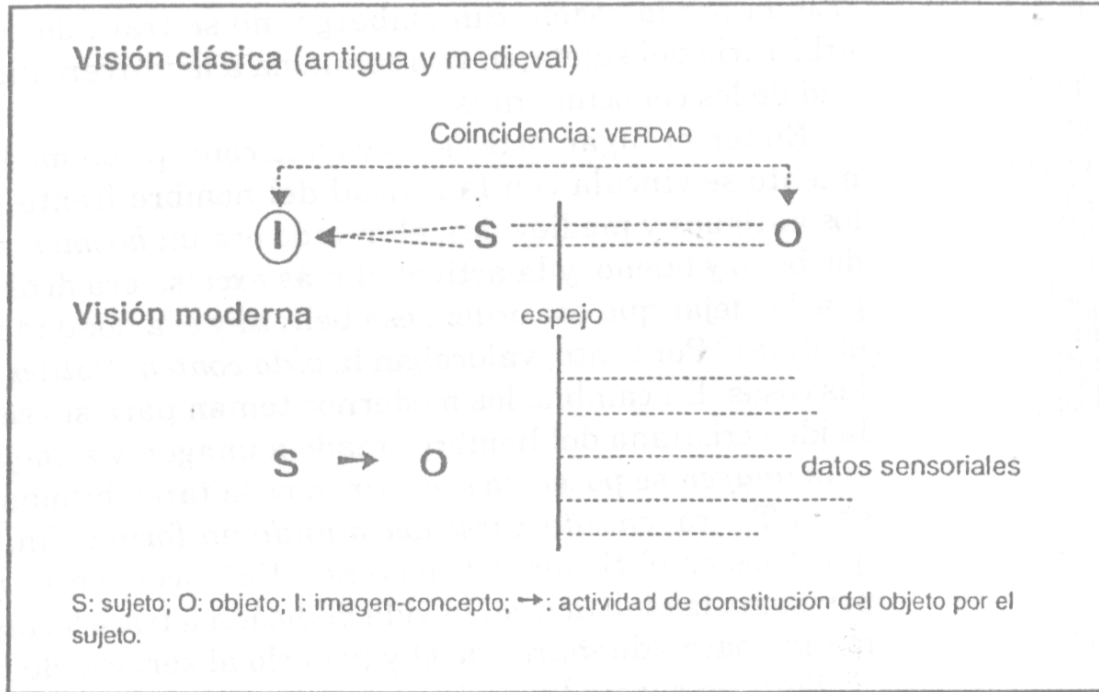 Visión clásica (antigua y medieval)
Coincidencia: VERDAD
I S O
Visión moderna espejo
S → O datos sensoriales
S: sujeto; O: objeto; I: imagen-concepto; →: actividad de constitución del objeto por el
sujeto.